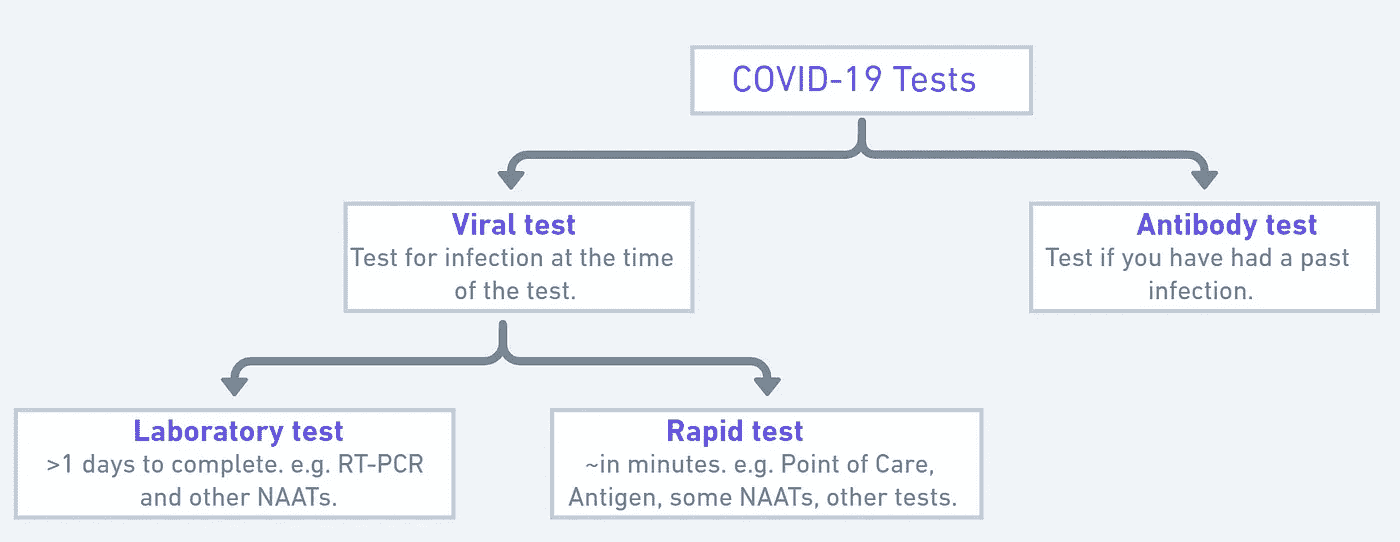 COVID-19 Tests
Viral test
Test for infection at the time
of the test.
Antibody test
Test if you have had a past
infection.
Laboratory test
>1 days to complete. e.g. RT-PCR
and other NAATs.
Rapid test
~in minutes. e.g. Point of Care,
Antigen, some NAATs, other tests.